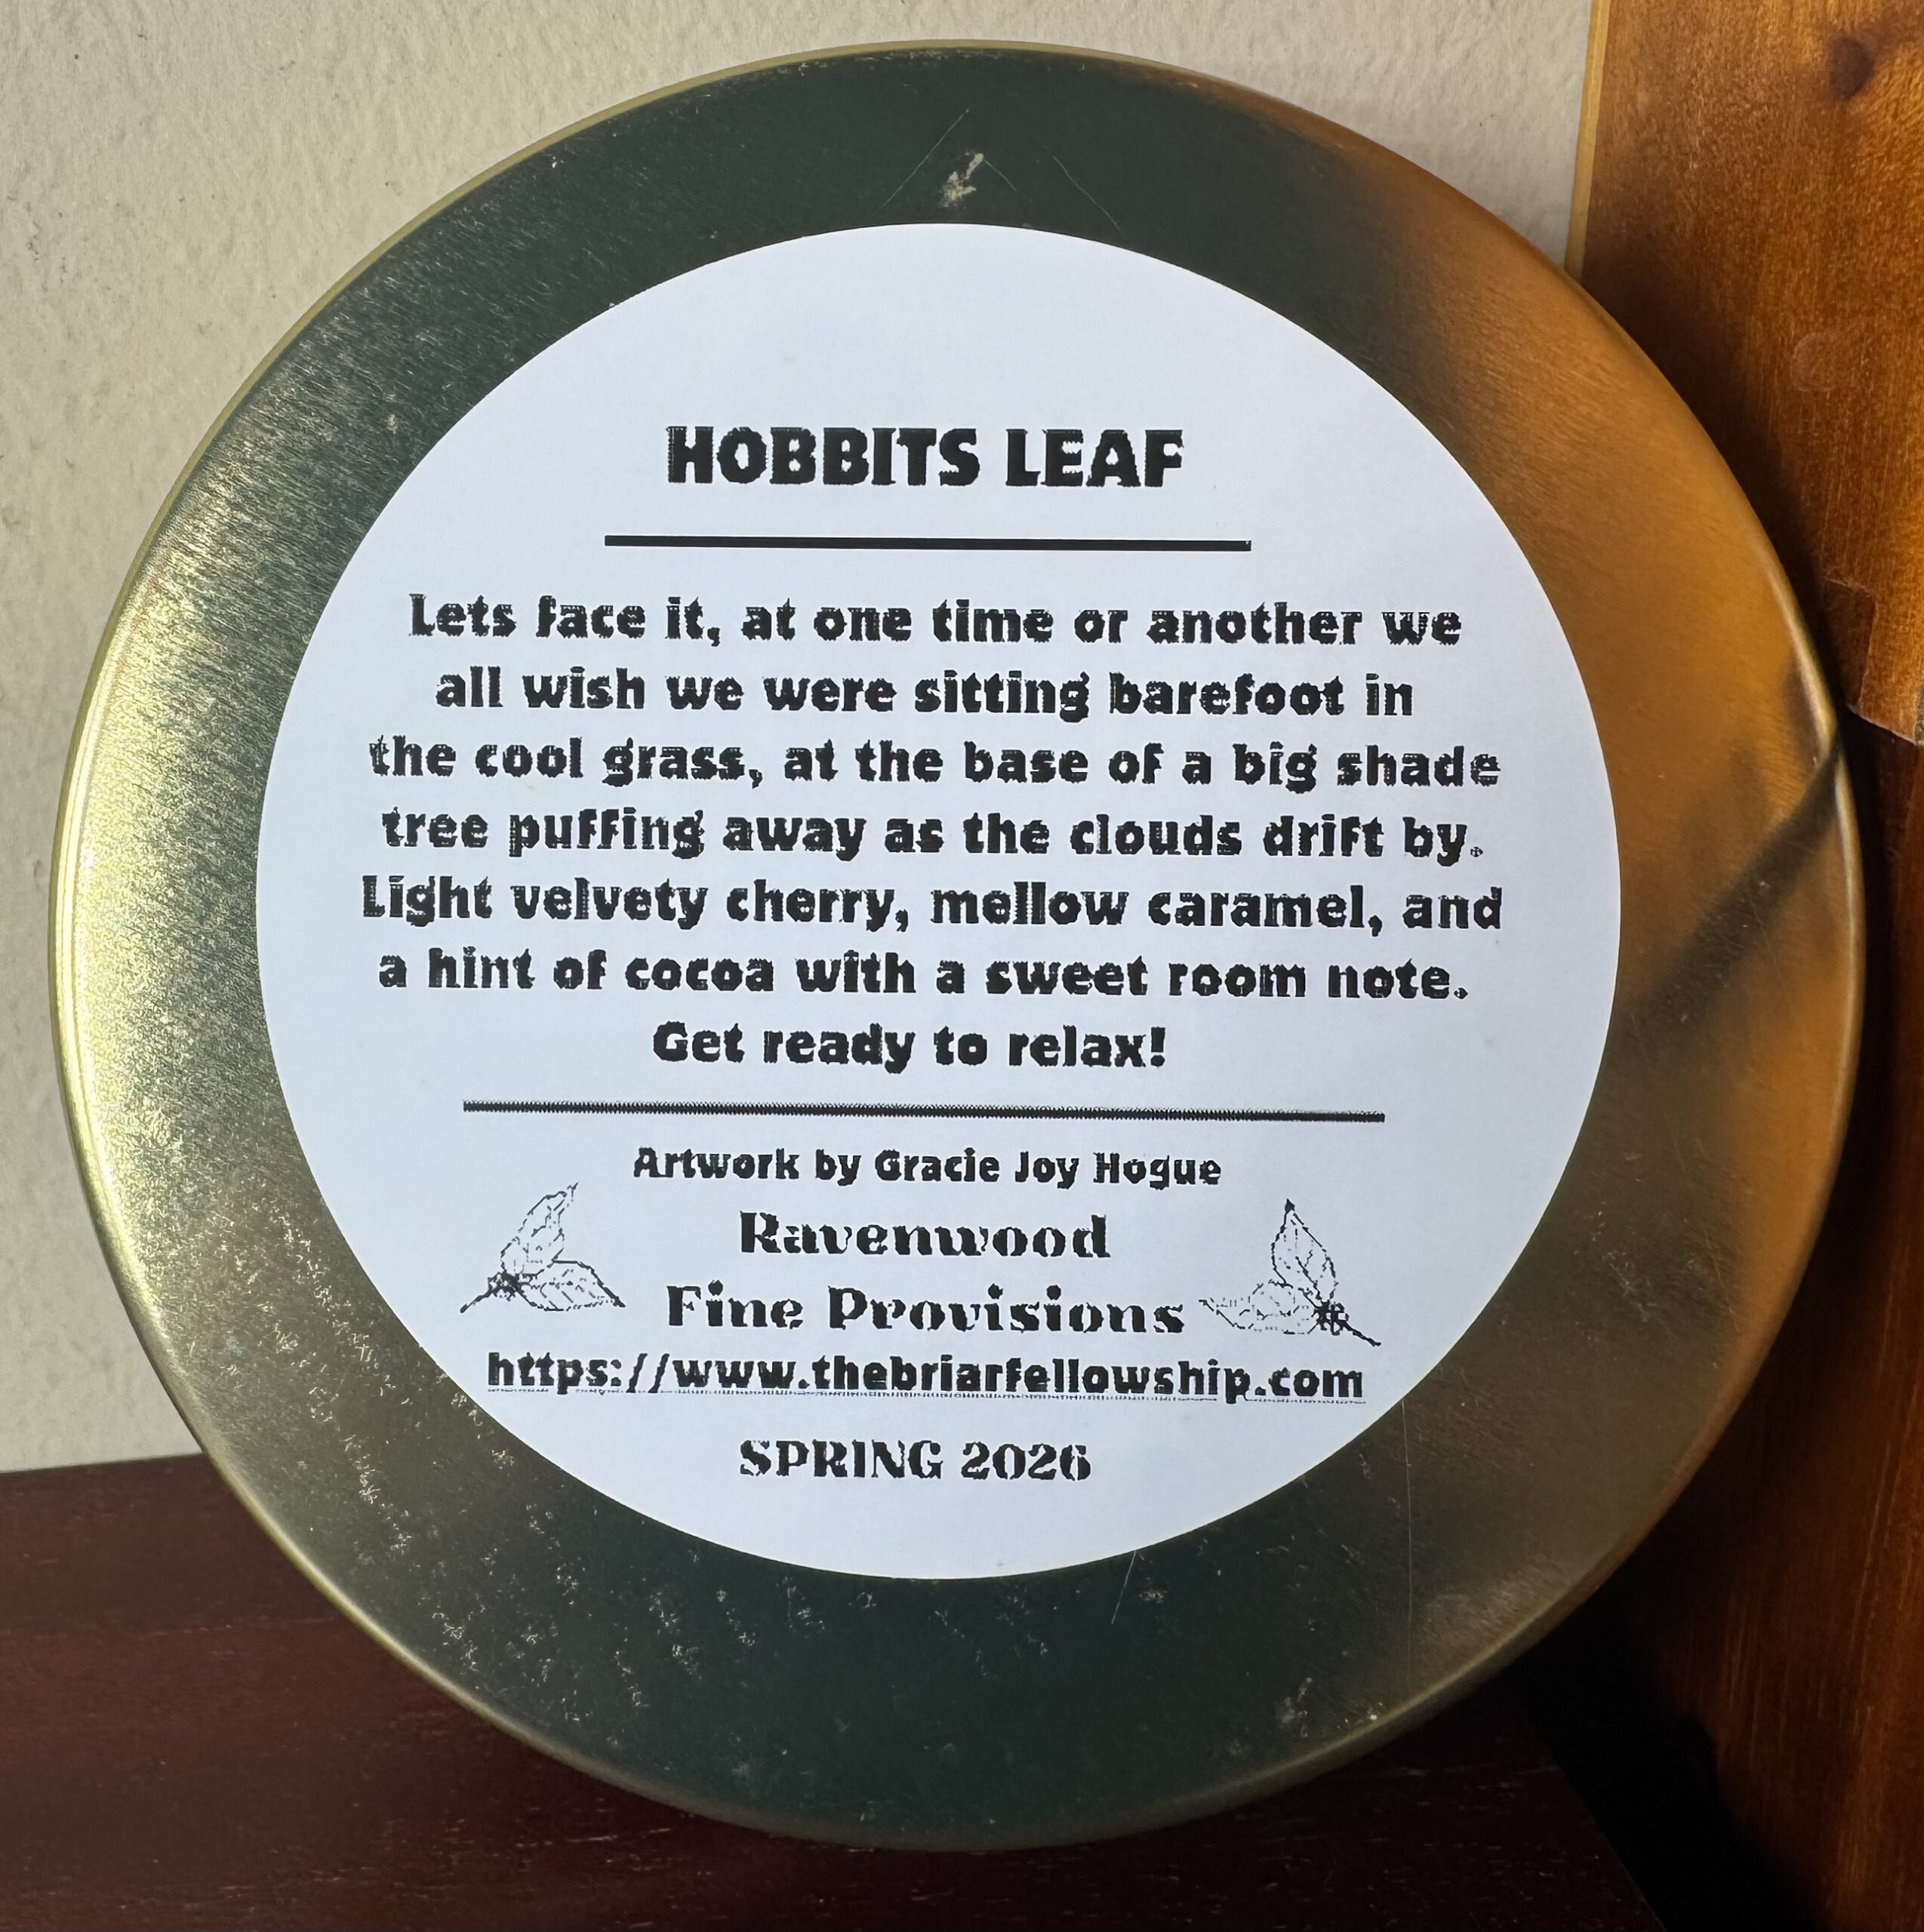 HOBBITS LEAF
Lets face it, at one time or another we
all wish we were sitting barefoot in
the cool grass, at the base of a big shade
tree puffing away as the clouds drift by.
Light velvety cherry, mellow caramel, and
a hint of cocoa with a sweet room note.
Get ready to relax!
Artwork by Gracie Joy Hogue
Ravenwood
Fine Provisions
https://www.thebriarfellowship.com
SPRING 2026